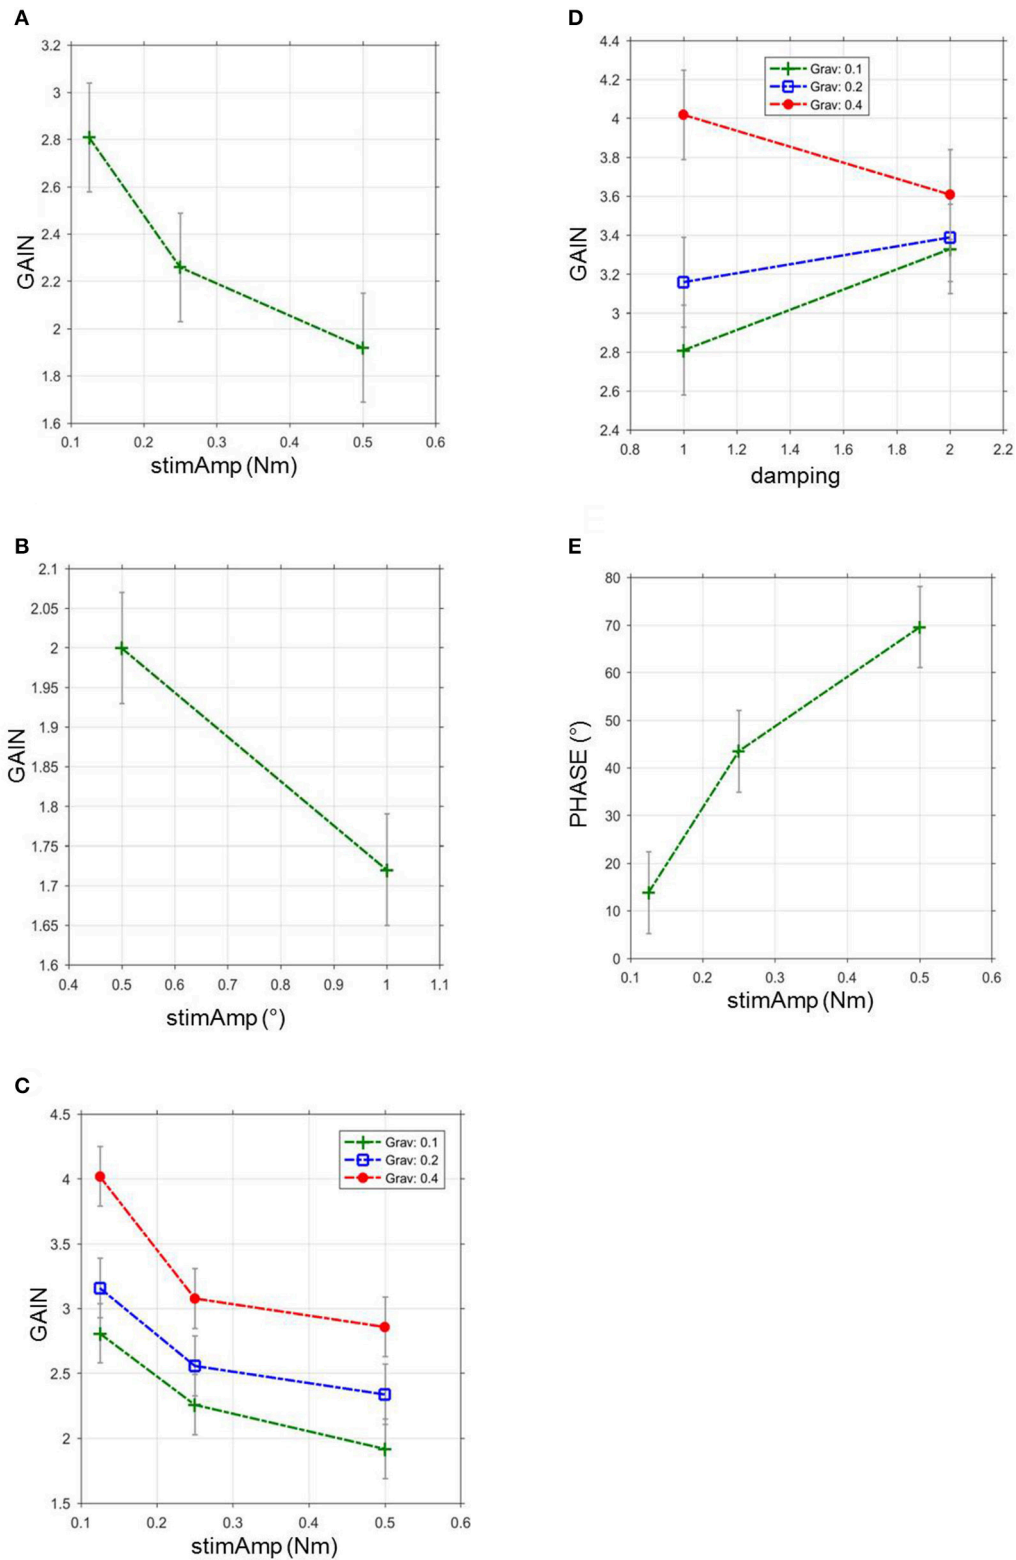 A
3.2
3
2.8
2.6
2.4
2.2
2
1.8
1.6
GAIN
0.1 0.2 0.3 0.4 0.5 0.6
stimAmp (Nm)
B
2.1
2.05
2
1.95
1.9
1.85
1.8
1.75
1.7
1.65
1.6
GAIN
0.4 0.5 0.6 0.7 0.8 0.9 1 1.1
stimAmp (°)
C
4.5
4
3.5
3
2.5
2
1.5
GAIN
Grav: 0.1
Grav: 0.2
Grav: 0.4
0.1 0.2 0.3 0.4 0.5 0.6
stimAmp (Nm)
D
4.4
4.2
4
3.8
3.6
3.4
3.2
3
2.8
2.6
2.4
GAIN
Grav: 0.1
Grav: 0.2
Grav: 0.4
0.8 1 1.2 1.4 1.6 1.8 2 2.2
damping
E
E
80
70
60
50
40
30
20
10
0
PHASE (°)
0.1 0.2 0.3 0.4 0.5 0.6
stimAmp (Nm)